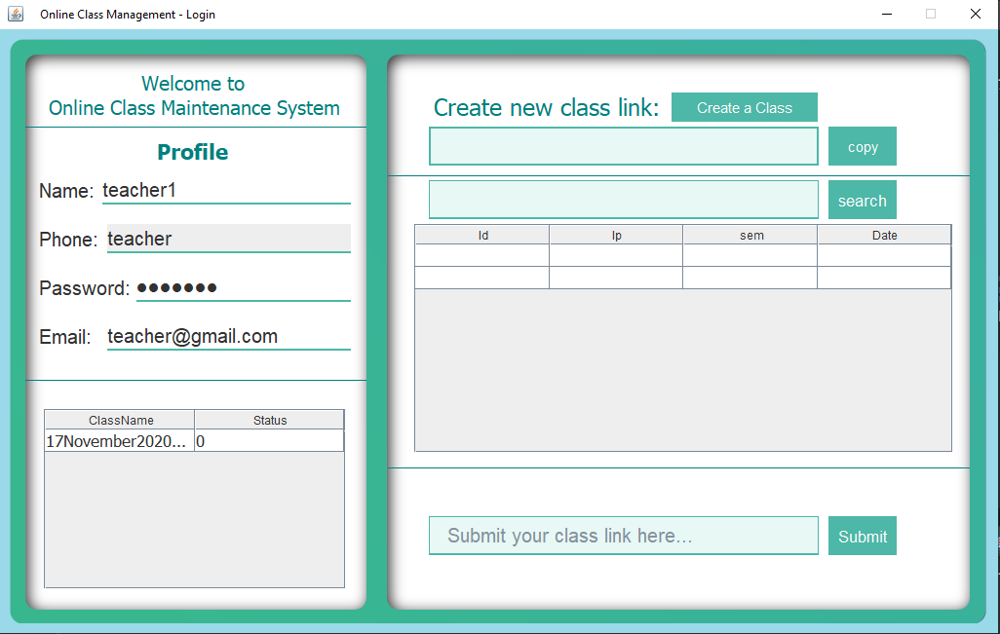 Online Class Management - Login
Welcome to
Online Class Maintenance System
Profile
Name: teacher1
Phone: teacher
Password: ●●●●●●●
Email: teacher@gmail.com
ClassName Status
17November2020... 0
Create new class link: Create a Class
copy
search
Id Ip sem Date
Submit your class link here... Submit